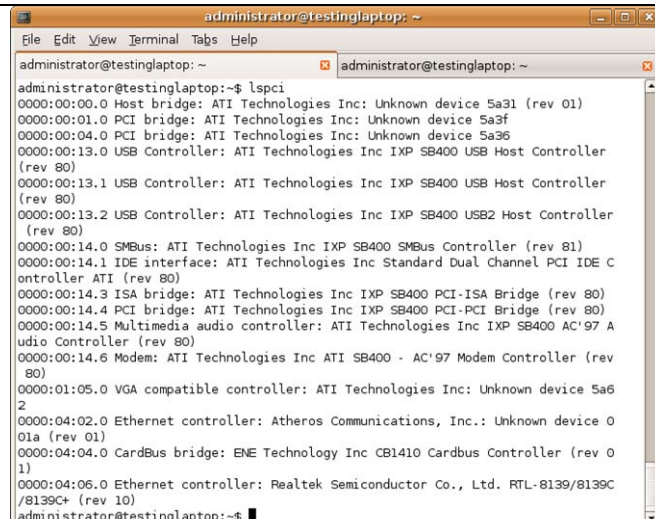 administrator@testinglaptop: ~
File Edit View Terminal Tabs Help
administrator@testinglaptop: ~ administrator@testinglaptop: ~
administrator@testinglaptop:~$ lspci
0000:00:00.0 Host bridge: ATI Technologies Inc: Unknown device 5a31 (rev 01)
0000:00:01.0 PCI bridge: ATI Technologies Inc: Unknown device 5a3f
0000:00:04.0 PCI bridge: ATI Technologies Inc: Unknown device 5a36
0000:00:13.0 USB Controller: ATI Technologies Inc IXP SB400 USB Host Controller
(rev 80)
0000:00:13.1 USB Controller: ATI Technologies Inc IXP SB400 USB Host Controller
(rev 80)
0000:00:13.2 USB Controller: ATI Technologies Inc IXP SB400 USB2 Host Controller
(rev 80)
0000:00:14.0 SMBus: ATI Technologies Inc IXP SB400 SMBus Controller (rev 81)
0000:00:14.1 IDE interface: ATI Technologies Inc Standard Dual Channel PCI IDE C
ontroller ATI (rev 80)
0000:00:14.3 ISA bridge: ATI Technologies Inc IXP SB400 PCI-ISA Bridge (rev 80)
0000:00:14.4 PCI bridge: ATI Technologies Inc IXP SB400 PCI-PCI Bridge (rev 80)
0000:00:14.5 Multimedia audio controller: ATI Technologies Inc IXP SB400 AC'97 A
udio Controller (rev 80)
0000:00:14.6 Modem: ATI Technologies Inc ATI SB400 - AC'97 Modem Controller (rev
80)
0000:01:05.0 VGA compatible controller: ATI Technologies Inc: Unknown device 5a6
2
0000:04:02.0 Ethernet controller: Atheros Communications, Inc.: Unknown device 0
01a (rev 01)
0000:04:04.0 CardBus bridge: ENE Technology Inc CB1410 Cardbus Controller (rev 0
1)
0000:04:06.0 Ethernet controller: Realtek Semiconductor Co., Ltd. RTL-8139/8139C
/8139C+ (rev 10)
administrator@testinglaptop:~$